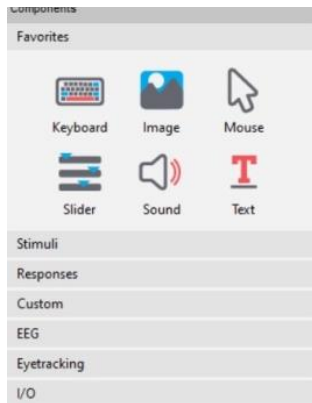 Components
Favorites
Keyboard Image Mouse
Slider Sound Text
Stimuli
Responses
Custom
EEG
Eyetracking
I/O